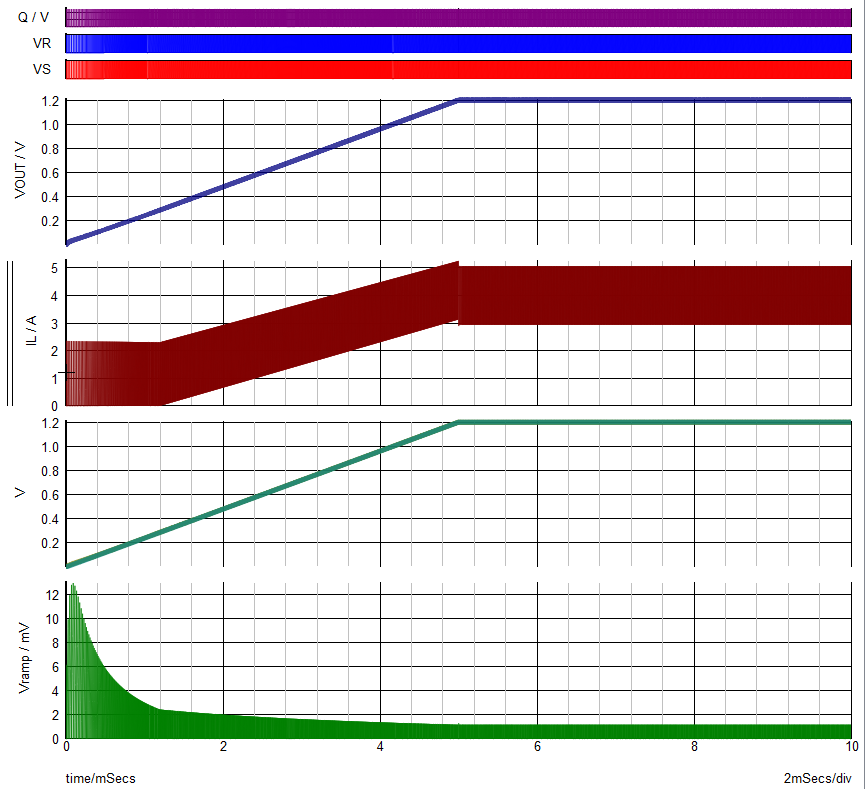 Q / V
VR
VS
VOUT / V
1.2
1.0
0.8
0.6
0.4
0.2
IL / A
5
4
3
2
1
0
V
1.2
1.0
0.8
0.6
0.4
0.2
Vramp / mV
12
10
8
6
4
2
0
0 2 4 6 8 10
time/mSecs 2mSecs/div